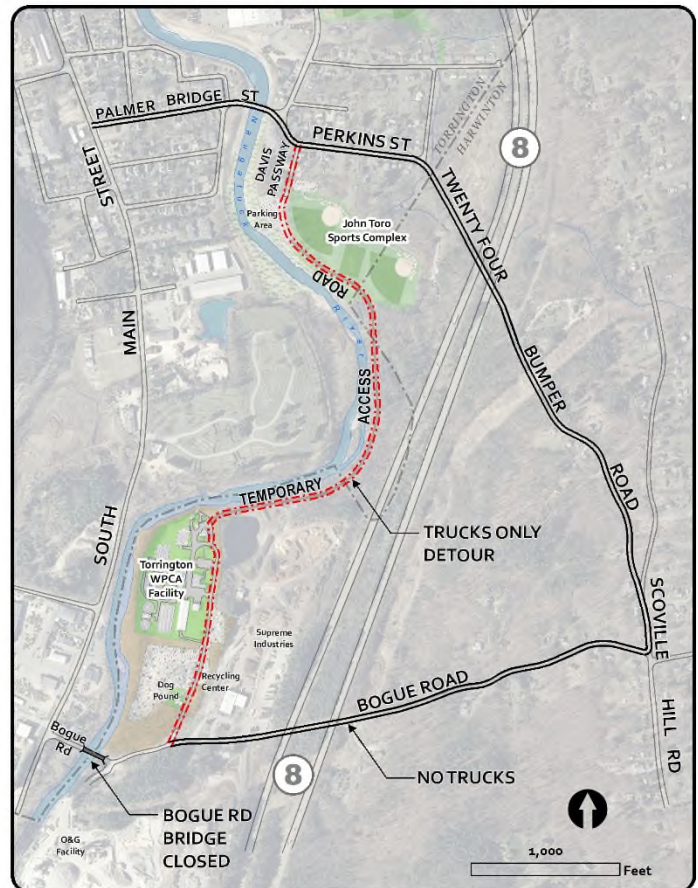 PALMER BRIDGE ST
PERKINS ST
TORRINGTON
HARWINTON
8
STREET
Naugatuck
DAVIS
PASSWAY
Parking
Area
John Toro
Sports Complex
TWENTY FOUR
ROAD
River
MAIN
ACCESS
BUMPER
TEMPORARY
ROAD
SOUTH
TRUCKS ONLY
DETOUR
Torrington
WPCA
Facility
SCOVILLE
Supreme
Industries
Recycling
Center
Dog
Pound
BOGUE ROAD
HILL RD
Bogue
Rd
8
NO TRUCKS
BOGUE RD
BRIDGE
CLOSED
O&G
Facility
1,000
Feet